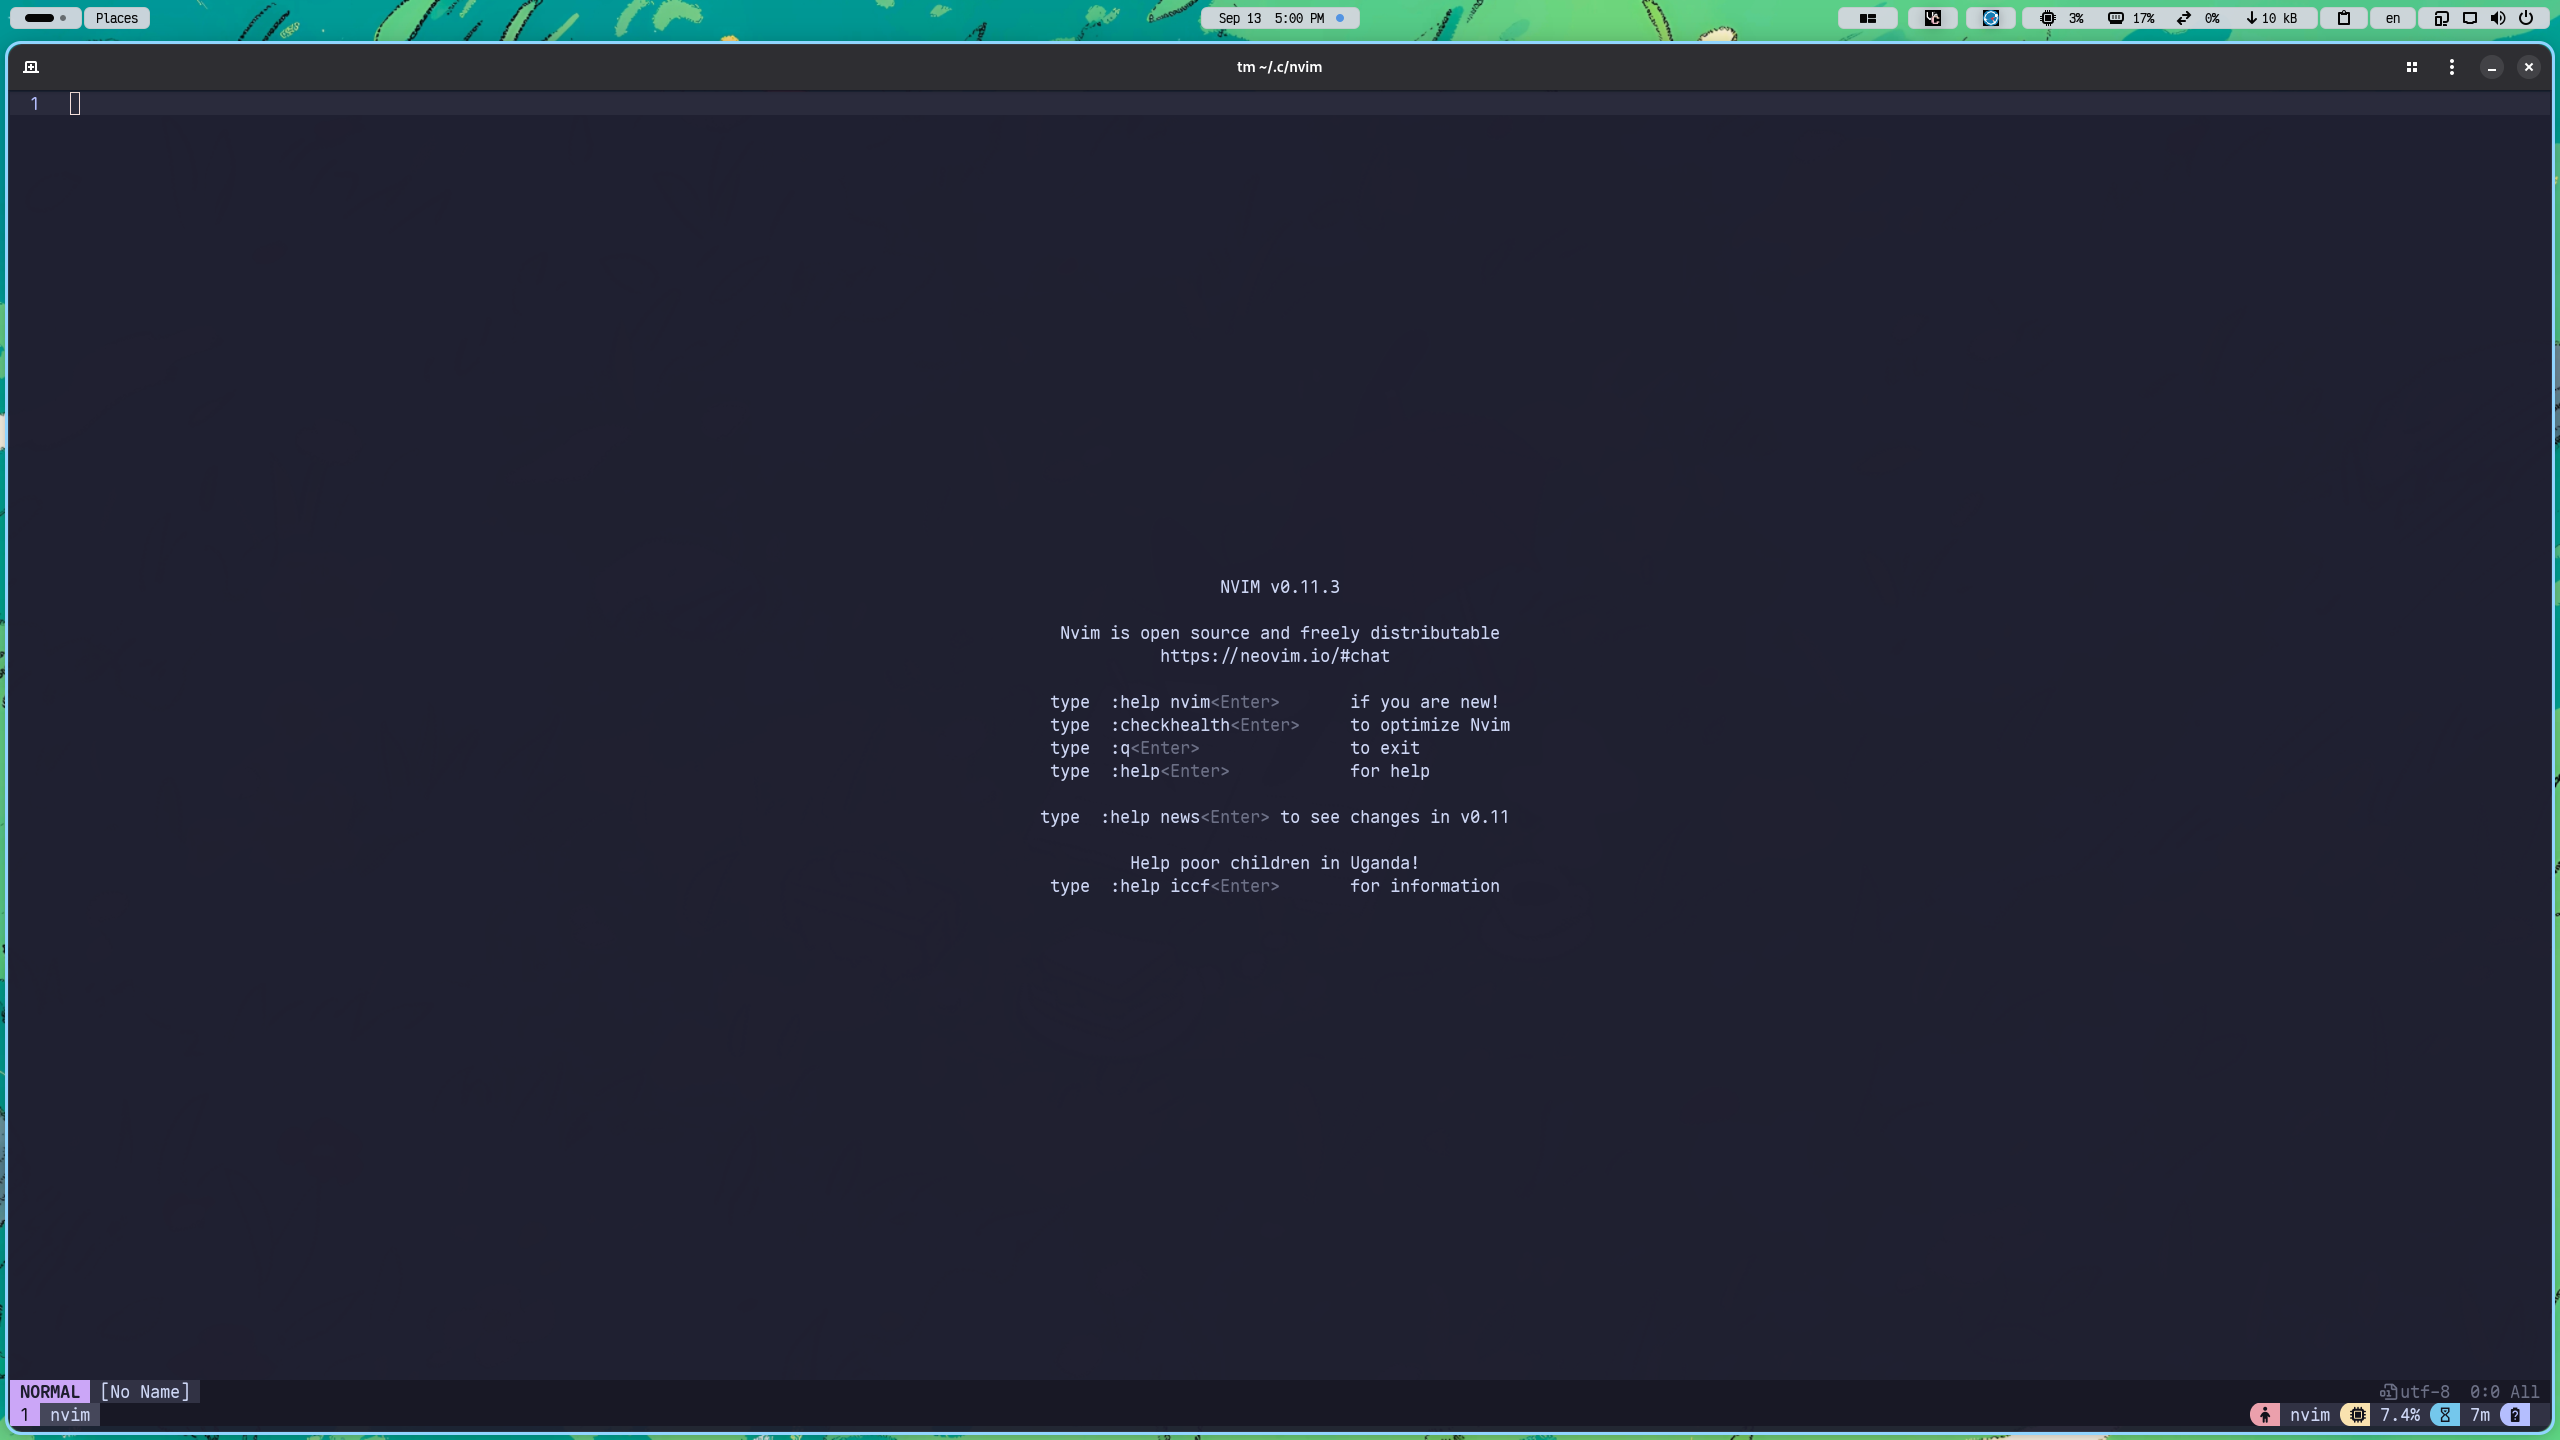 Places
Sep 13 5:00 PM
3% 17% 0% 10 kB en
tm ~/.c/nvim
1
NVIM v0.11.3
Nvim is open source and freely distributable
https://neovim.io/#chat
type :help nvim<Enter> if you are new!
type :checkhealth<Enter> to optimize Nvim
type :q<Enter> to exit
type :help<Enter> for help
type :help news<Enter> to see changes in v0.11
Help poor children in Uganda!
type :help iccf<Enter> for information
NORMAL [No Name] utf-8 0:0 All
1 nvim nvim 7.4% 7m